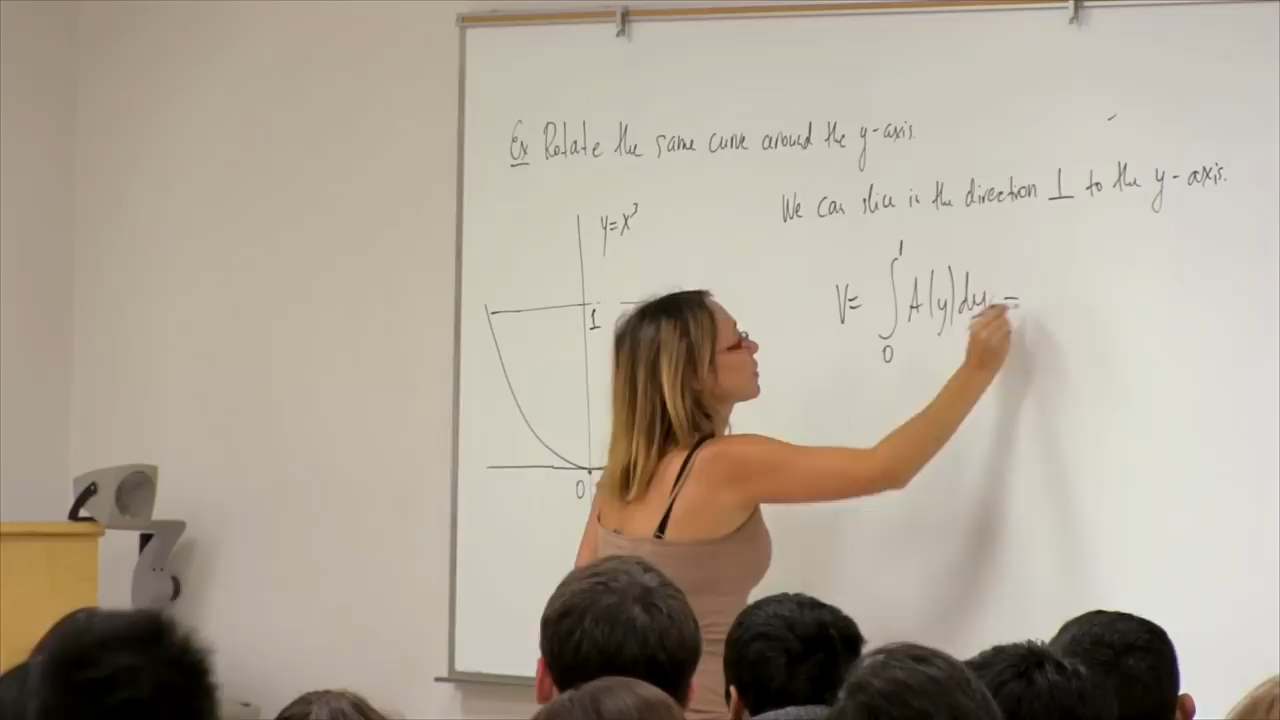 Ex Rotate the same curve around the y-axis.
We can slice in the direction ⊥ to the y-axis.
y=x³
1
0
V= ∫₀¹ A(y)dy =